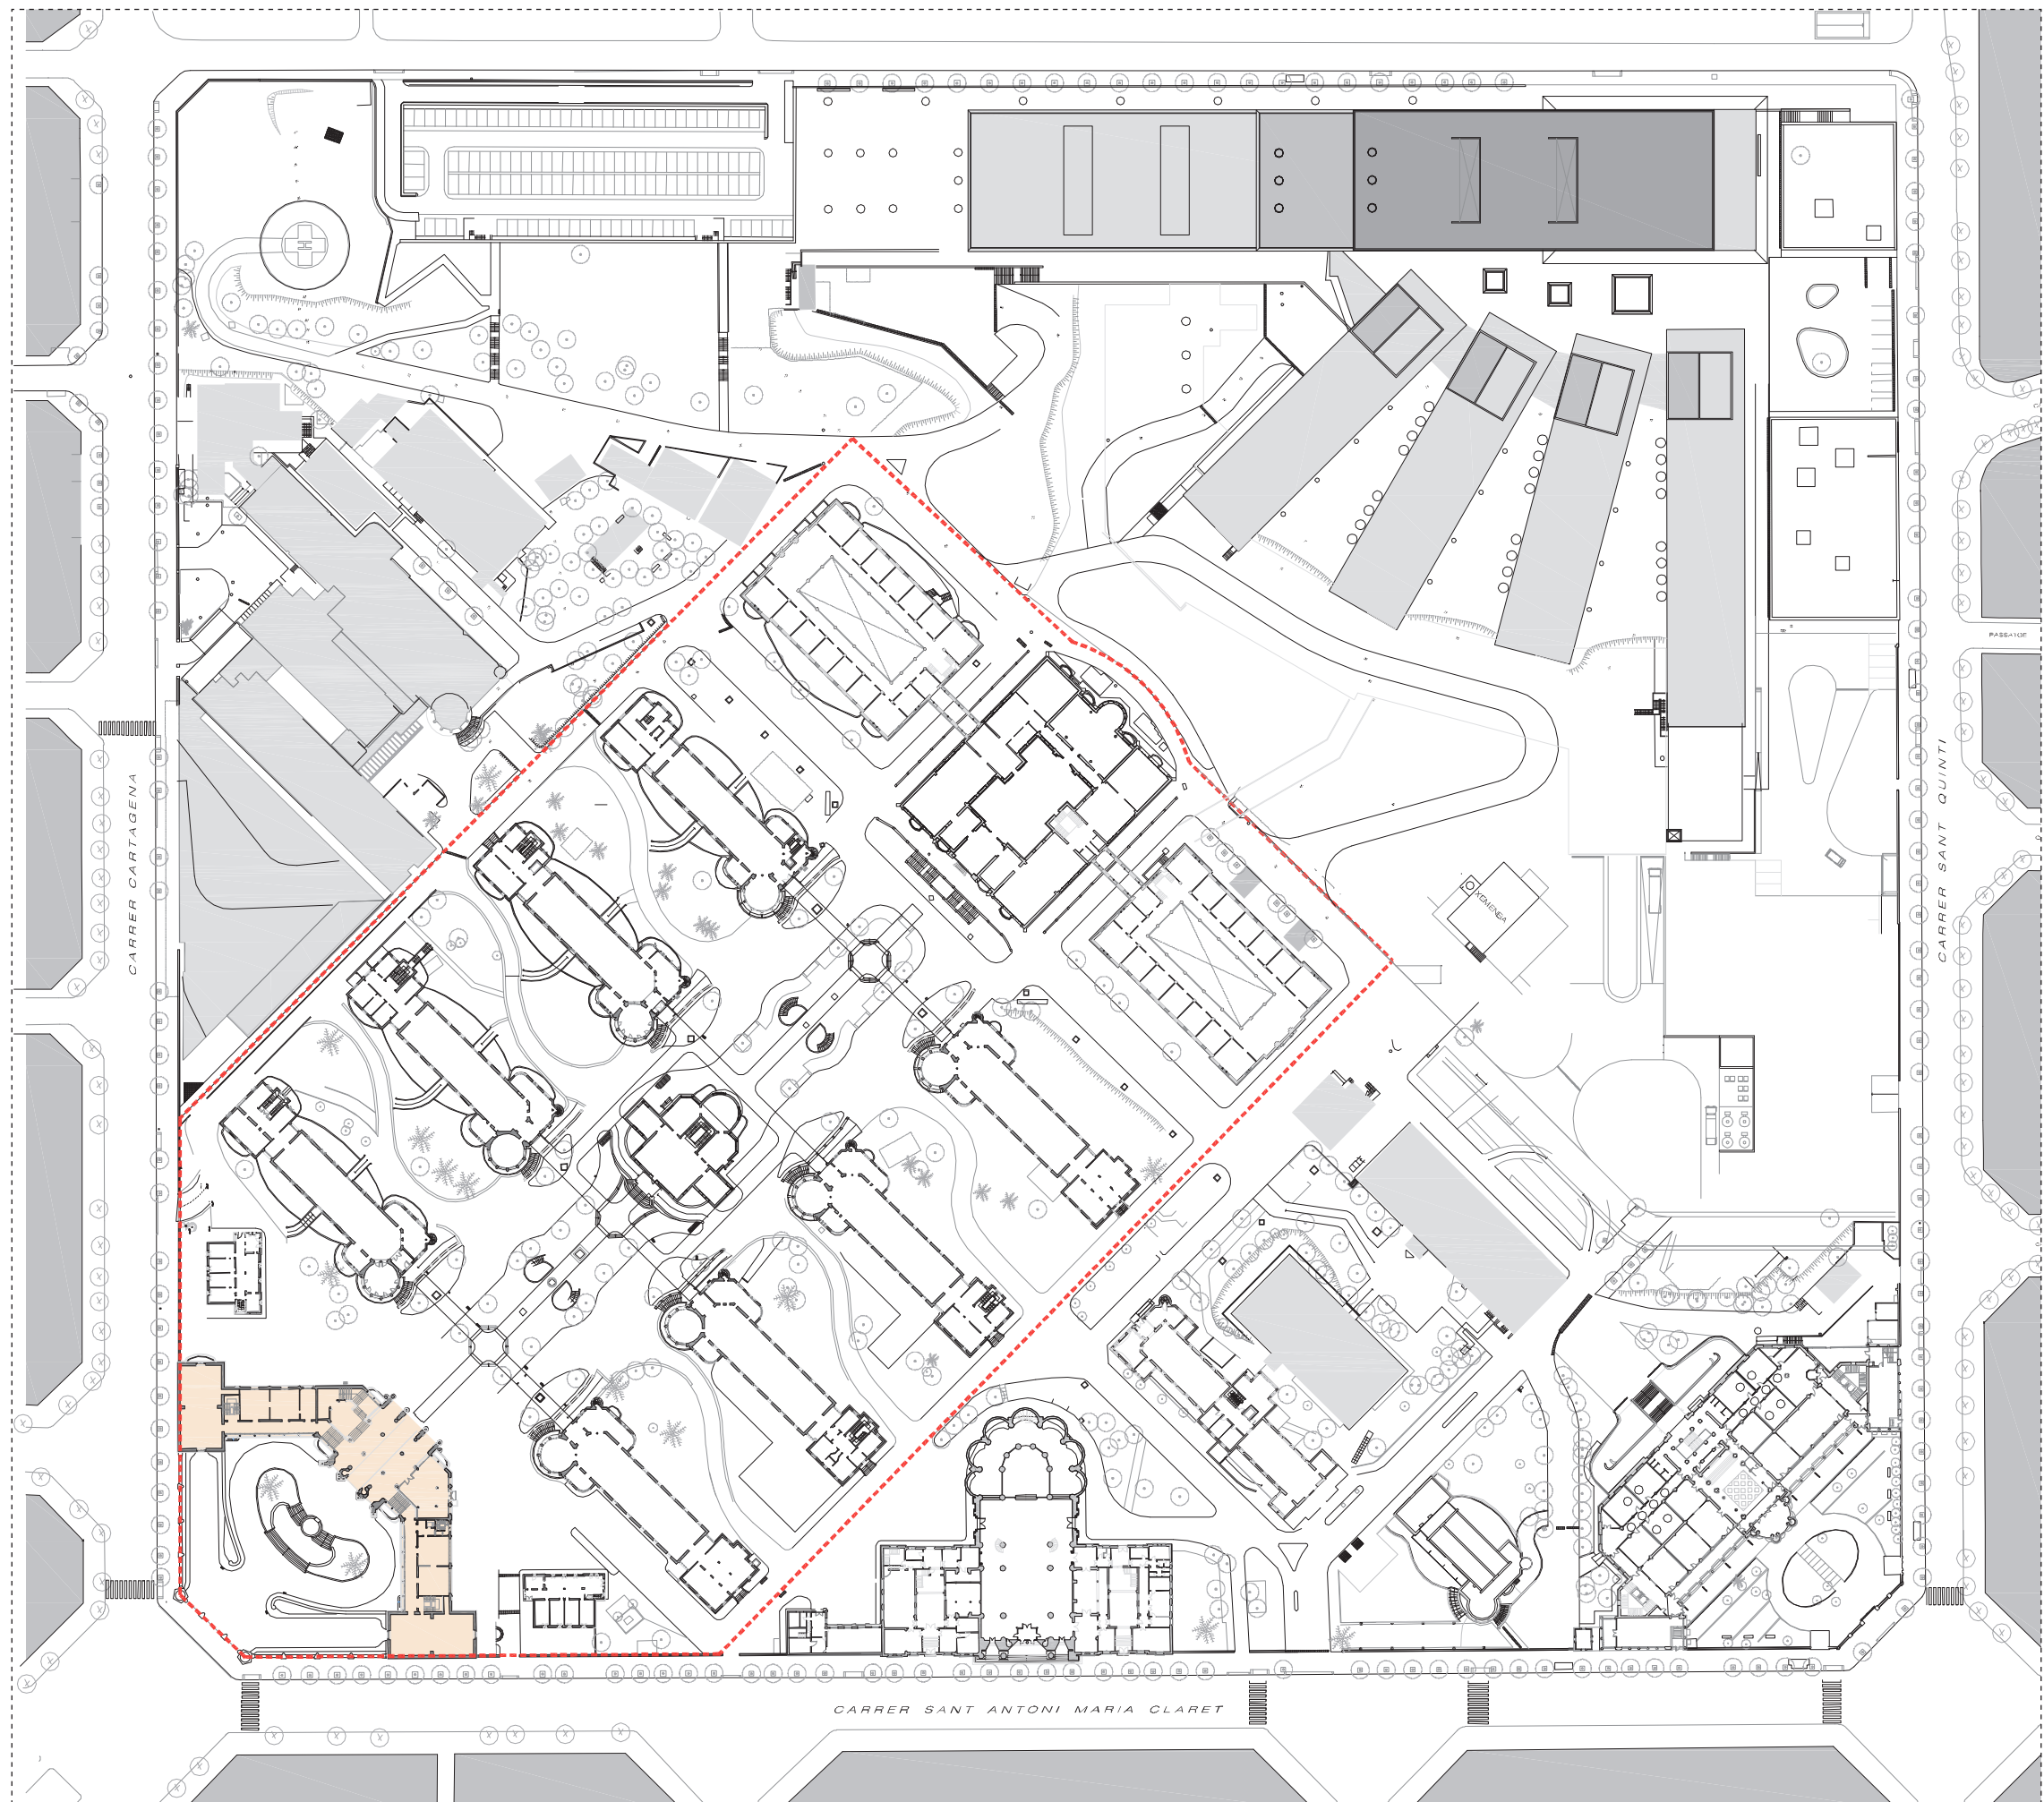 H
PASSATGE
CARRER CARTAGENA
CARRER SANT QUINTI
XEMENEIA
CARRER SANT ANTONI MARIA CLARET